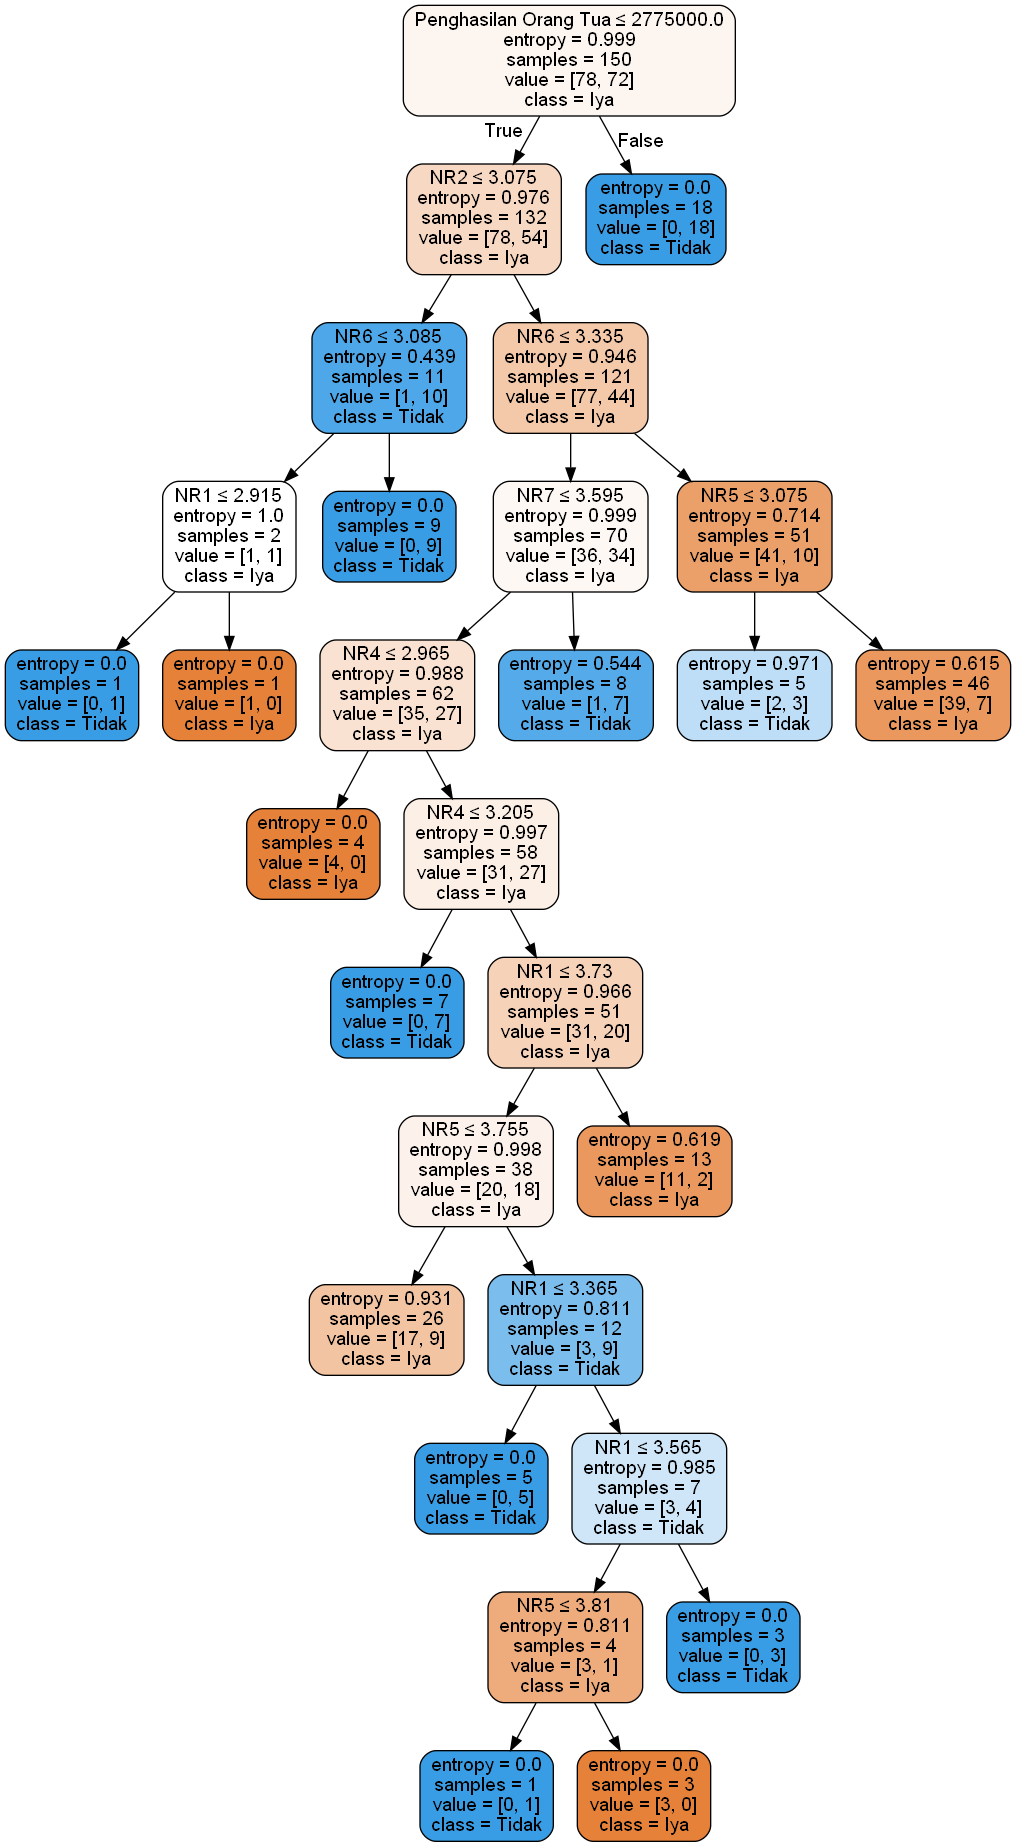 Penghasilan Orang Tua ≤ 2775000.0
entropy = 0.999
samples = 150
value = [78, 72]
class = Iya
True
False
NR2 ≤ 3.075
entropy = 0.976
samples = 132
value = [78, 54]
class = Iya
entropy = 0.0
samples = 18
value = [0, 18]
class = Tidak
NR6 ≤ 3.085
entropy = 0.439
samples = 11
value = [1, 10]
class = Tidak
NR6 ≤ 3.335
entropy = 0.946
samples = 121
value = [77, 44]
class = Iya
NR1 ≤ 2.915
entropy = 1.0
samples = 2
value = [1, 1]
class = Iya
entropy = 0.0
samples = 9
value = [0, 9]
class = Tidak
NR7 ≤ 3.595
entropy = 0.999
samples = 70
value = [36, 34]
class = Iya
NR5 ≤ 3.075
entropy = 0.714
samples = 51
value = [41, 10]
class = Iya
entropy = 0.0
samples = 1
value = [0, 1]
class = Tidak
entropy = 0.0
samples = 1
value = [1, 0]
class = Iya
NR4 ≤ 2.965
entropy = 0.988
samples = 62
value = [35, 27]
class = Iya
entropy = 0.544
samples = 8
value = [1, 7]
class = Tidak
entropy = 0.971
samples = 5
value = [2, 3]
class = Tidak
entropy = 0.615
samples = 46
value = [39, 7]
class = Iya
entropy = 0.0
samples = 4
value = [4, 0]
class = Iya
NR4 ≤ 3.205
entropy = 0.997
samples = 58
value = [31, 27]
class = Iya
entropy = 0.0
samples = 7
value = [0, 7]
class = Tidak
NR1 ≤ 3.73
entropy = 0.966
samples = 51
value = [31, 20]
class = Iya
NR5 ≤ 3.755
entropy = 0.998
samples = 38
value = [20, 18]
class = Iya
entropy = 0.619
samples = 13
value = [11, 2]
class = Iya
entropy = 0.931
samples = 26
value = [17, 9]
class = Iya
NR1 ≤ 3.365
entropy = 0.811
samples = 12
value = [3, 9]
class = Tidak
entropy = 0.0
samples = 5
value = [0, 5]
class = Tidak
NR1 ≤ 3.565
entropy = 0.985
samples = 7
value = [3, 4]
class = Tidak
NR5 ≤ 3.81
entropy = 0.811
samples = 4
value = [3, 1]
class = Iya
entropy = 0.0
samples = 3
value = [0, 3]
class = Tidak
entropy = 0.0
samples = 1
value = [0, 1]
class = Tidak
entropy = 0.0
samples = 3
value = [3, 0]
class = Iya